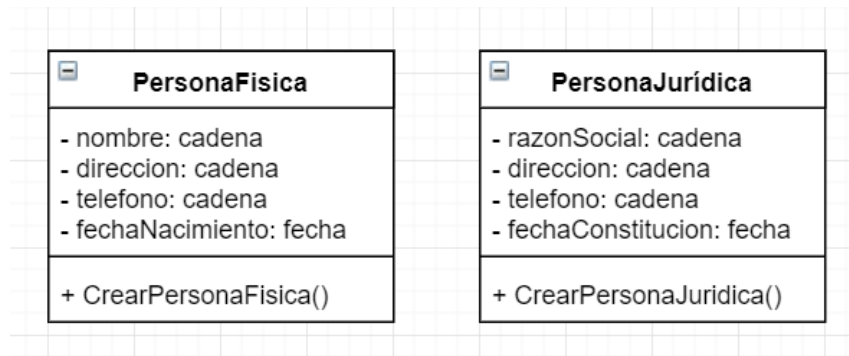 PersonaFisica
- nombre: cadena
- direccion: cadena
- telefono: cadena
- fechaNacimiento: fecha
+ CrearPersonaFisica()
PersonaJurídica
- razonSocial: cadena
- direccion: cadena
- telefono: cadena
- fechaConstitucion: fecha
+ CrearPersonaJuridica()